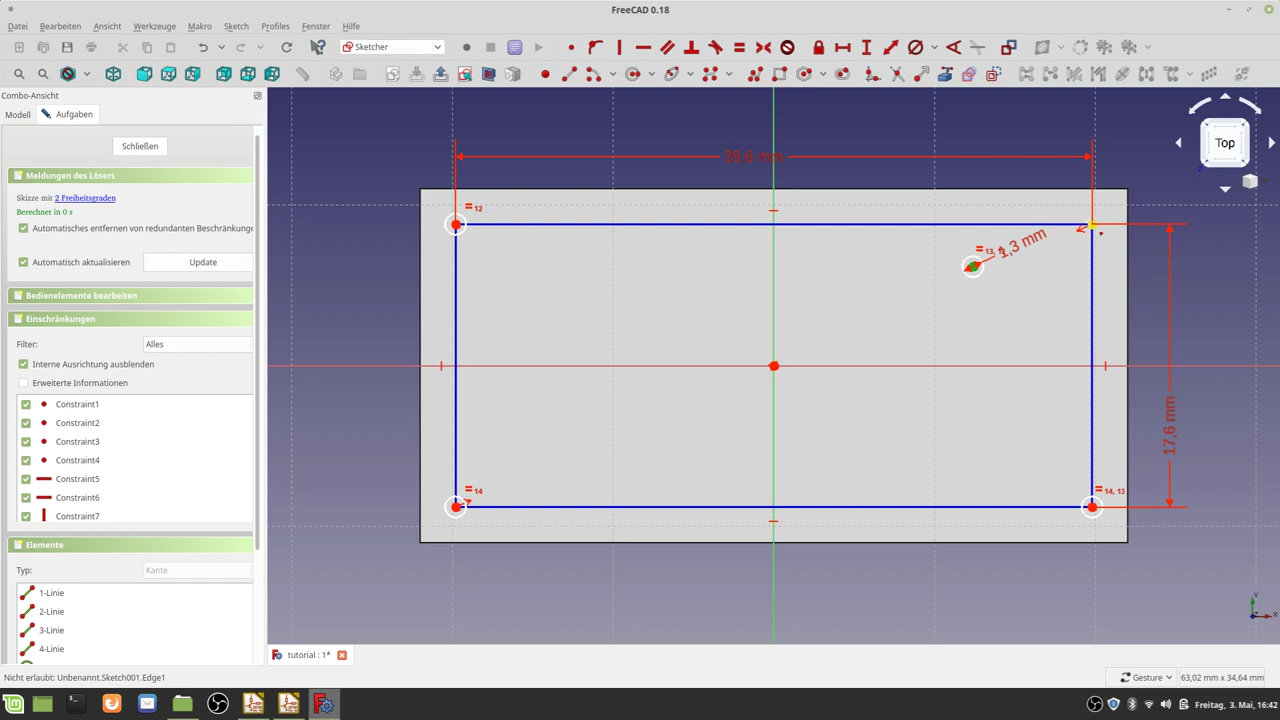 FreeCAD 0.18
Datei Bearbeiten Ansicht Werkzeuge Makro Sketch Profiles Fenster Hilfe
Sketcher
Combo-Ansicht
Modell Aufgaben
Schließen
Meldungen des Lösers
Skizze mit 2 Freiheitsgraden
Berechnet in 0 s
Automatisches entfernen von redundanten Beschränkunge
Automatisch aktualisieren Update
Bedienelemente bearbeiten
Einschränkungen
Filter: Alles
Interne Ausrichtung ausblenden
Erweiterte Informationen
Constraint1
Constraint2
Constraint3
Constraint4
Constraint5
Constraint6
Constraint7
Elemente
Typ: Kante
1-Linie
2-Linie
3-Linie
4-Linie
39,6 mm
12
Top
1,3 mm
17,6 mm
14
14, 13
Y
X
tutorial : 1*
Nicht erlaubt: Unbenannt.Sketch001.Edge1
Gesture 63,02 mm x 34,64 mm
Freitag, 3. Mai, 16:42